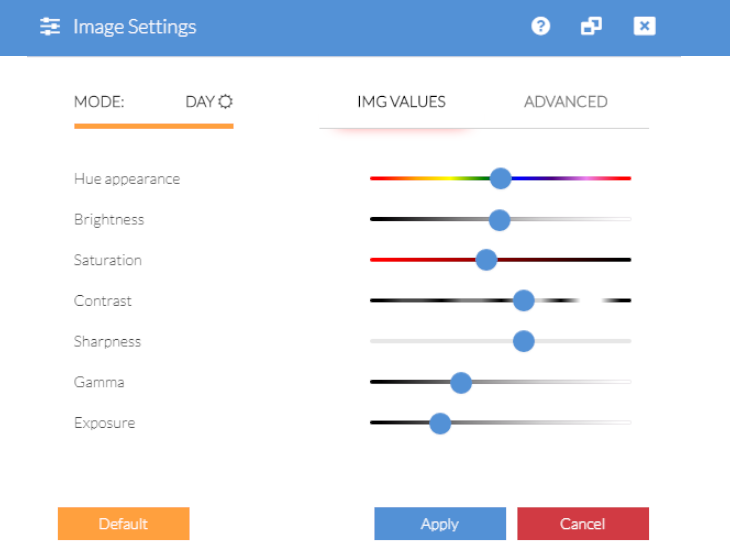 Image Settings
MODE: DAY
IMG VALUES ADVANCED
Hue appearance
Brightness
Saturation
Contrast
Sharpness
Gamma
Exposure
Default Apply Cancel